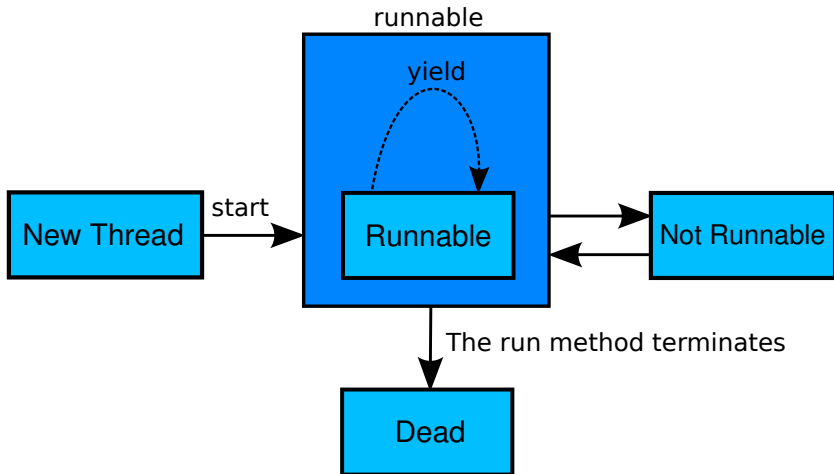 runnable
yield
New Thread
start
Runnable
Not Runnable
The run method terminates
Dead